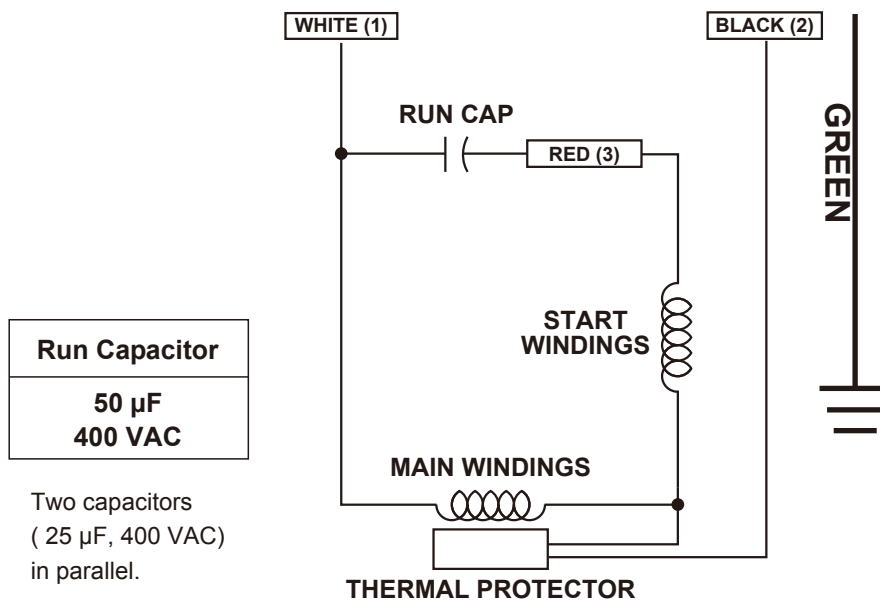 WHITE (1)
BLACK (2)
RUN CAP
RED (3)
GREEN
START
WINDINGS
Run Capacitor
50 µF
400 VAC
MAIN WINDINGS
Two capacitors
( 25 µF, 400 VAC)
in parallel.
THERMAL PROTECTOR